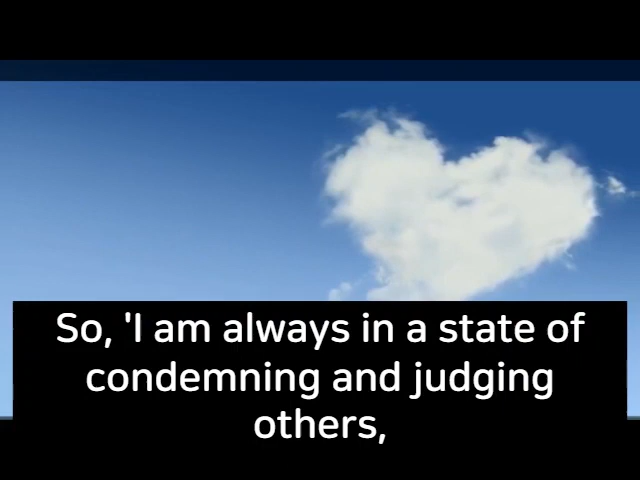 So, 'I am always in a state of
condemning and judging
others,